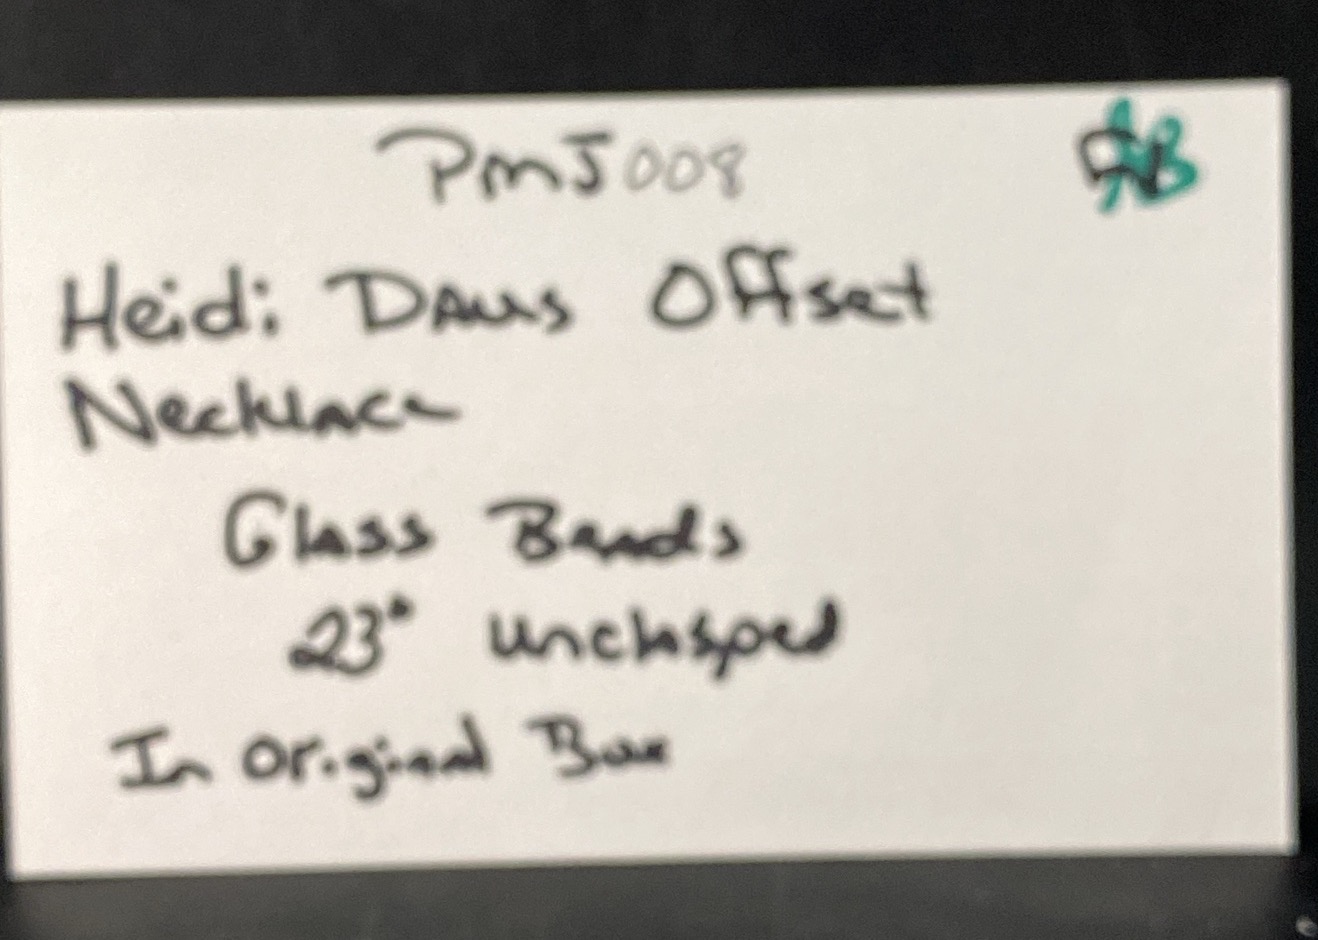 PMJ008
Heidi Daus Offset
Necklace
Glass Beads
23" unclasped
In Original Box